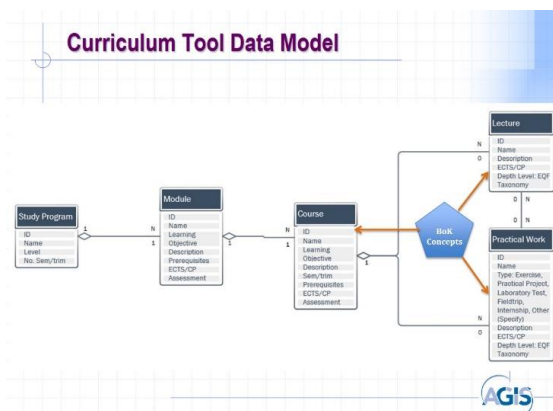 Curriculum Tool Data Model
Study Program
ID
Name
Level
No. Sem/trim
1
N
1
Module
ID
Name
Learning
Objective
Description
Prerequisites
ECTS/CP
Assessment
1
N
1
Course
ID
Name
Learning
Objective
Description
Sem/trim
Prerequisites
ECTS/CP
Assessment
1
BoK
Concepts
N
0
Lecture
ID
Name
Description
ECTS/CP
Depth Level: EQF
Taxonomy
0 N
0 N
N
0
Practical Work
ID
Name
Type: Exercise,
Practical Project,
Laboratory Test,
Fieldtrip,
Internship, Other
(Specify)
Description
ECTS/CP
Depth Level: EQF
Taxonomy
AGIS